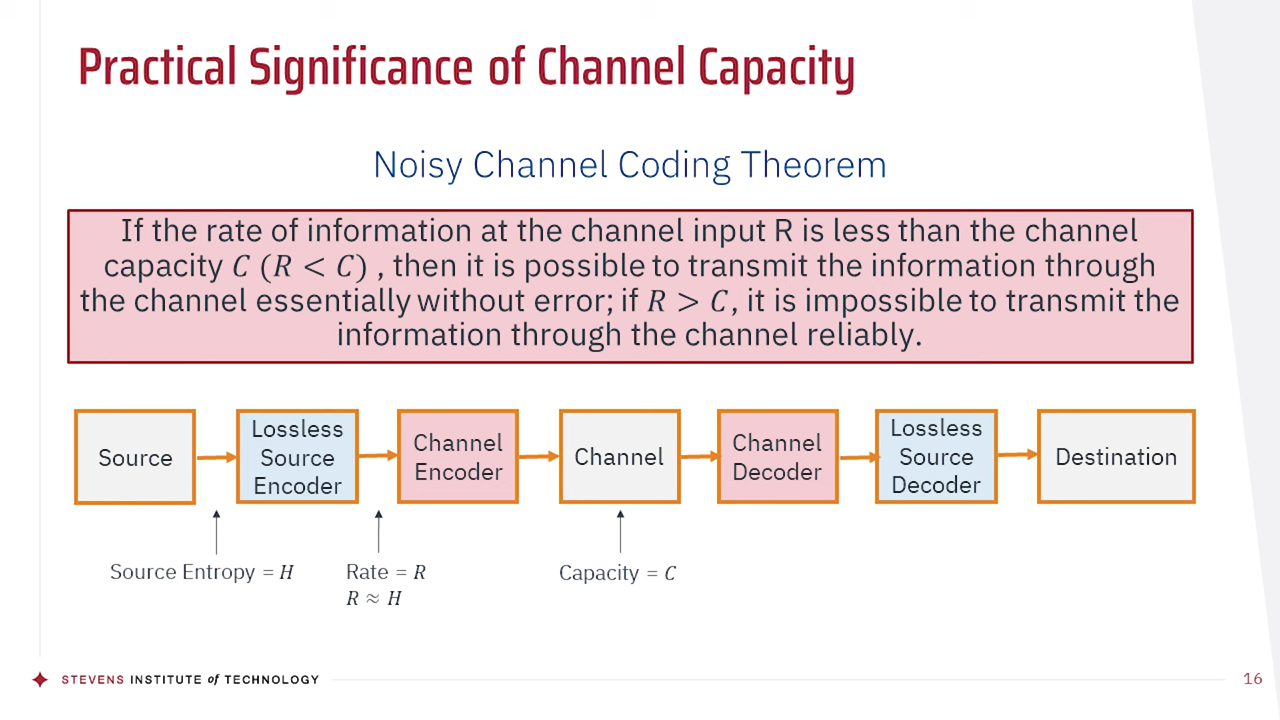 Practical Significance of Channel Capacity
Noisy Channel Coding Theorem
If the rate of information at the channel input R is less than the channel
capacity C (R < C) , then it is possible to transmit the information through
the channel essentially without error; if R > C, it is impossible to transmit the
information through the channel reliably.
Source
Lossless
Source
Encoder
Channel
Encoder
Channel
Channel
Decoder
Lossless
Source
Decoder
Destination
Source Entropy = H
Rate = R
R ≈ H
Capacity = C
STEVENS INSTITUTE of TECHNOLOGY
16